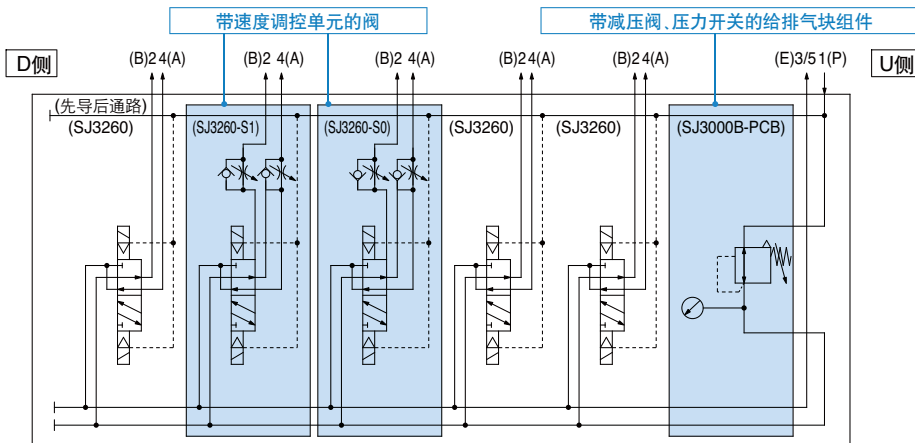 带速度调控单元的阀
带减压阀、压力开关的给排气块组件
D侧
(B)2 4(A)
(B)2 4(A)
(B)2 4(A)
(B)2 4(A)
(B)2 4(A)
(E)3/5 1(P)
U侧
(先导后通路)
(SJ3260)
(SJ3260-S1)
(SJ3260-S0)
(SJ3260)
(SJ3260)
(SJ3000B-PCB)